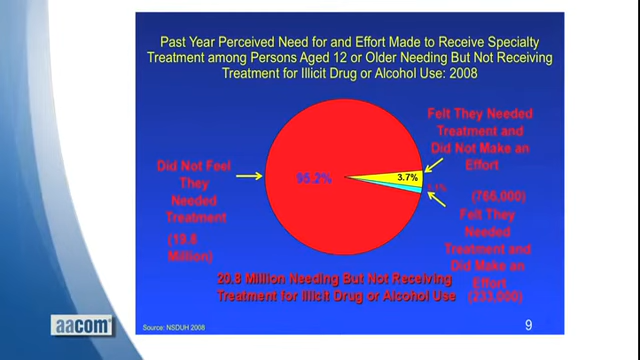 Past Year Perceived Need for and Effort Made to Receive Specialty
Treatment among Persons Aged 12 or Older Needing But Not Receiving
Treatment for Illicit Drug or Alcohol Use: 2008
Felt They Needed
Treatment and
Did Not Make an
Effort
(766,000)
Did Not Feel
They
Needed
Treatment
(19.8
Million)
95.2%
3.7%
1.1%
Felt They
Needed
Treatment and
Did Make an
Effort
(233,000)
20.8 Million Needing But Not Receiving
Treatment for Illicit Drug or Alcohol Use
aacom
Source: NSDUH 2008
9